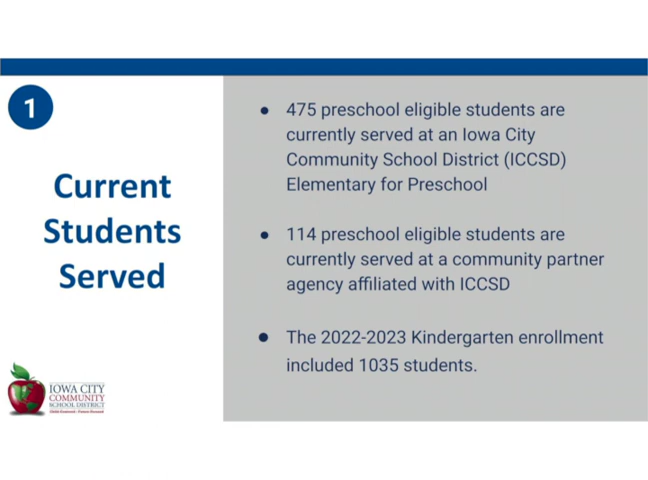 1
Current
Students
Served
● 475 preschool eligible students are
currently served at an Iowa City
Community School District (ICCSD)
Elementary for Preschool
● 114 preschool eligible students are
currently served at a community partner
agency affiliated with ICCSD
● The 2022-2023 Kindergarten enrollment
included 1035 students.
IOWA CITY
COMMUNITY
SCHOOL DISTRICT